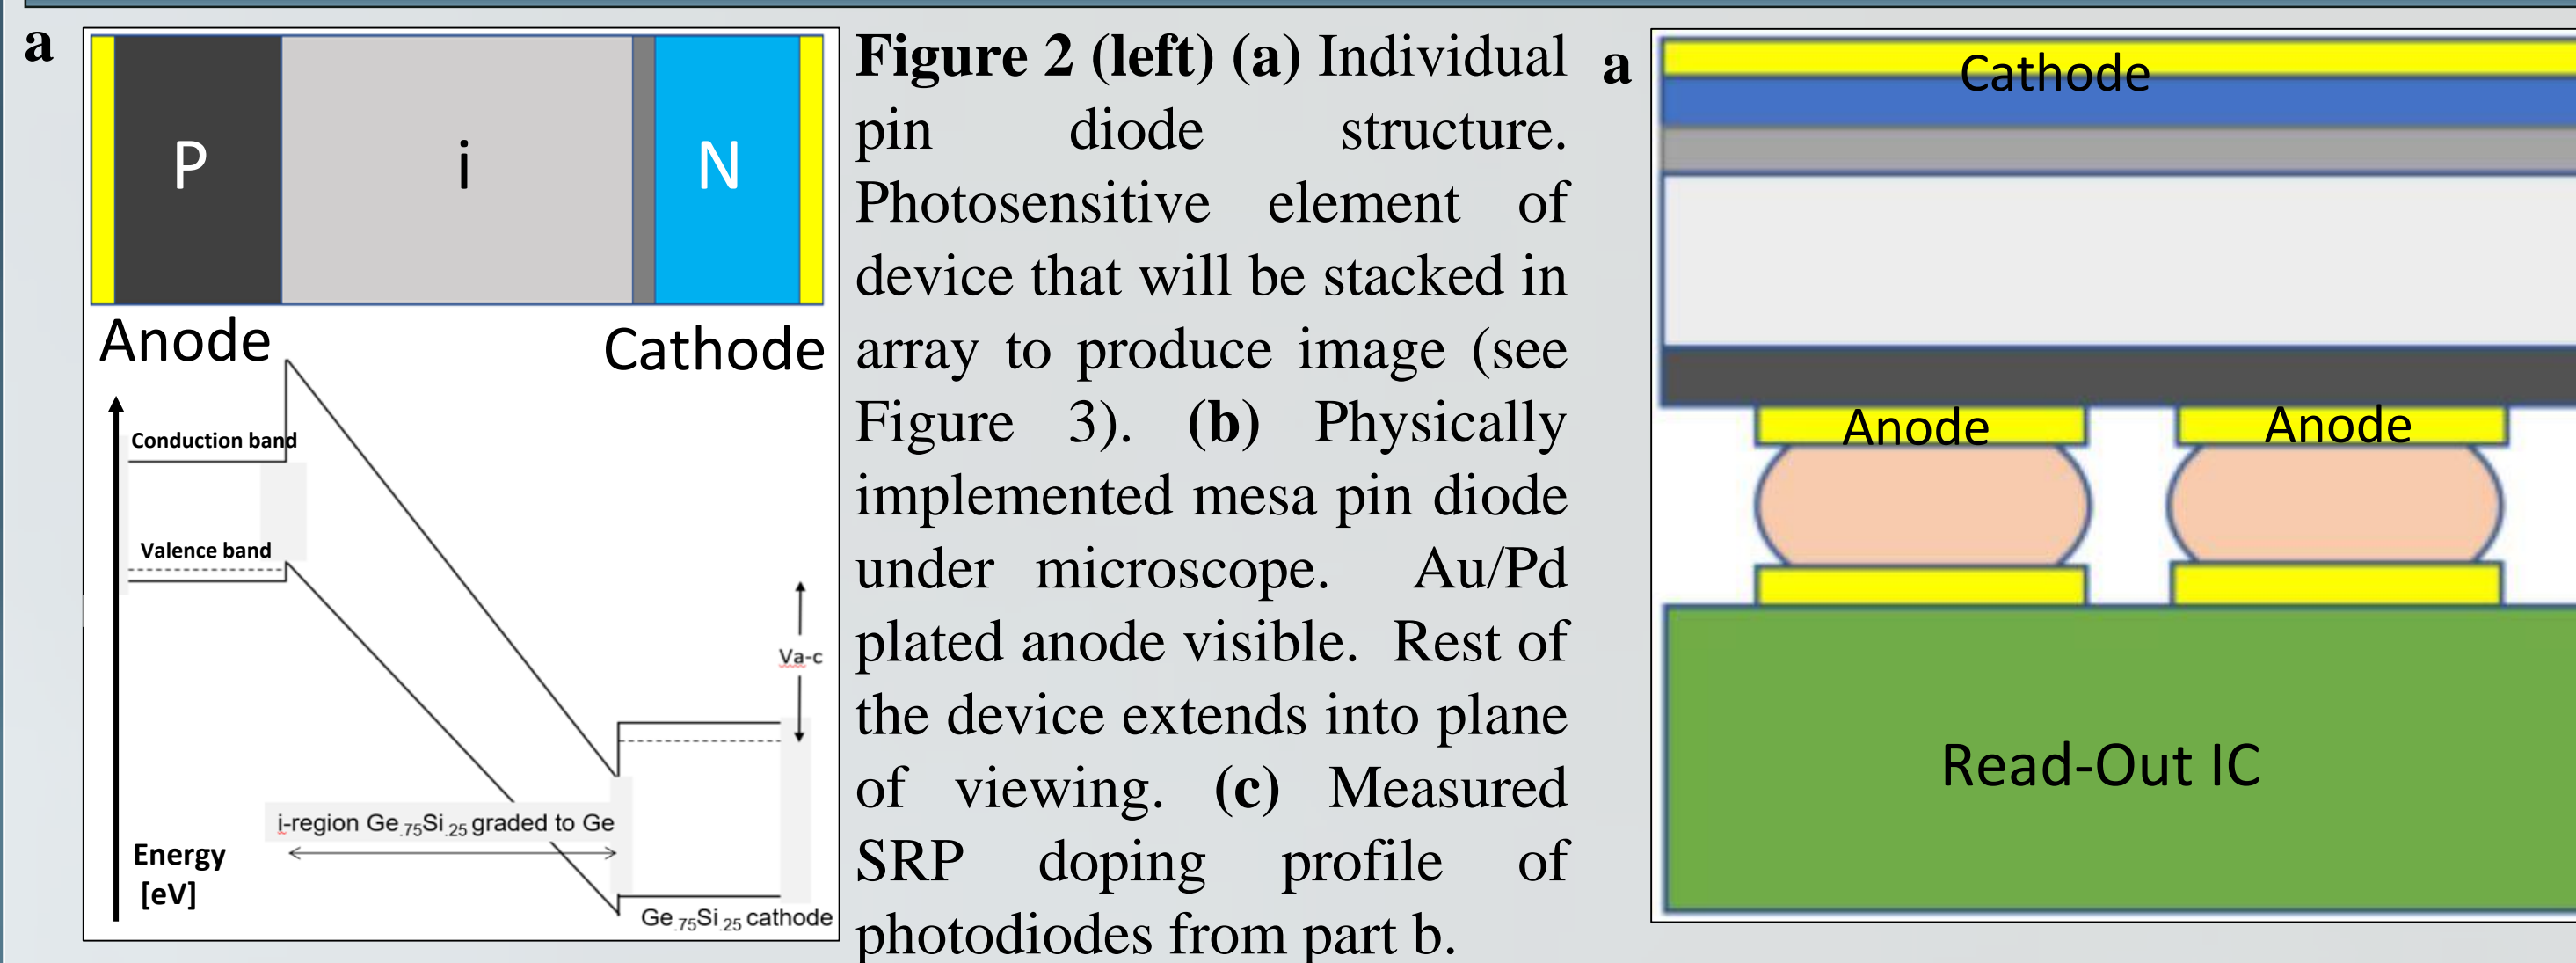 a
P
i
N
Anode
Cathode
Conduction band
Valence band
Va-c
i-region Ge.75Si.25 graded to Ge
Energy
[eV]
Ge.75Si.25 cathode
Figure 2 (left) (a) Individual
pin diode structure.
Photosensitive element of
device that will be stacked in
array to produce image (see
Figure 3). (b) Physically
implemented mesa pin diode
under microscope. Au/Pd
plated anode visible. Rest of
the device extends into plane
of viewing. (c) Measured
SRP doping profile of
photodiodes from part b.
a
Cathode
Anode
Anode
Read-Out IC